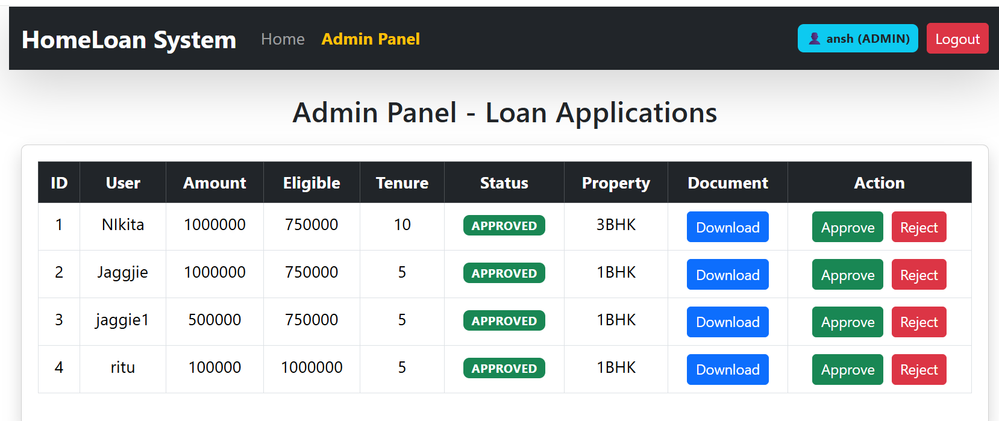 HomeLoan System Home Admin Panel ansh (ADMIN) Logout
Admin Panel - Loan Applications
ID User Amount Eligible Tenure Status Property Document Action
1 NIkita 1000000 750000 10 APPROVED 3BHK Download Approve Reject
2 Jaggjie 1000000 750000 5 APPROVED 1BHK Download Approve Reject
3 jaggie1 500000 750000 5 APPROVED 1BHK Download Approve Reject
4 ritu 100000 1000000 5 APPROVED 1BHK Download Approve Reject